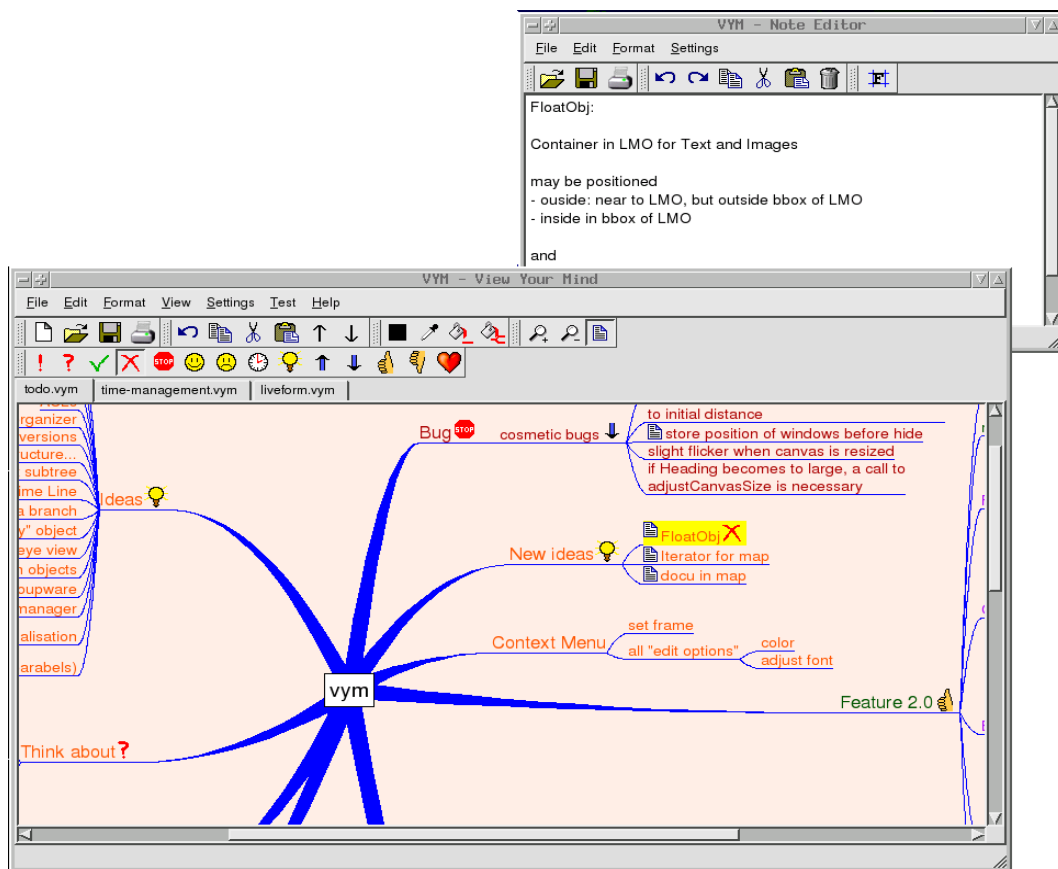 VYM - Note Editor
File Edit Format Settings
FloatObj:
Container in LMO for Text and Images
may be positioned
- ouside: near to LMO, but outside bbox of LMO
- inside in bbox of LMO
and
VYM - View Your Mind
File Edit Format View Settings Test Help
STOP
todo.vym time-management.vym liveform.vym
rganizer
versions
ructure...
subtree
ime Line
a branch
y" object
eye view
n objects
oupware
manager
alisation
arabels)
Ideas
Think about?
vym
Bug STOP
cosmetic bugs
to initial distance
store position of windows before hide
slight flicker when canvas is resized
if Heading becomes to large, a call to
adjustCanvasSize is necessary
New ideas
FloatObj
Iterator for map
docu in map
Context Menu
set frame
all "edit options"
color
adjust font
Feature 2.0